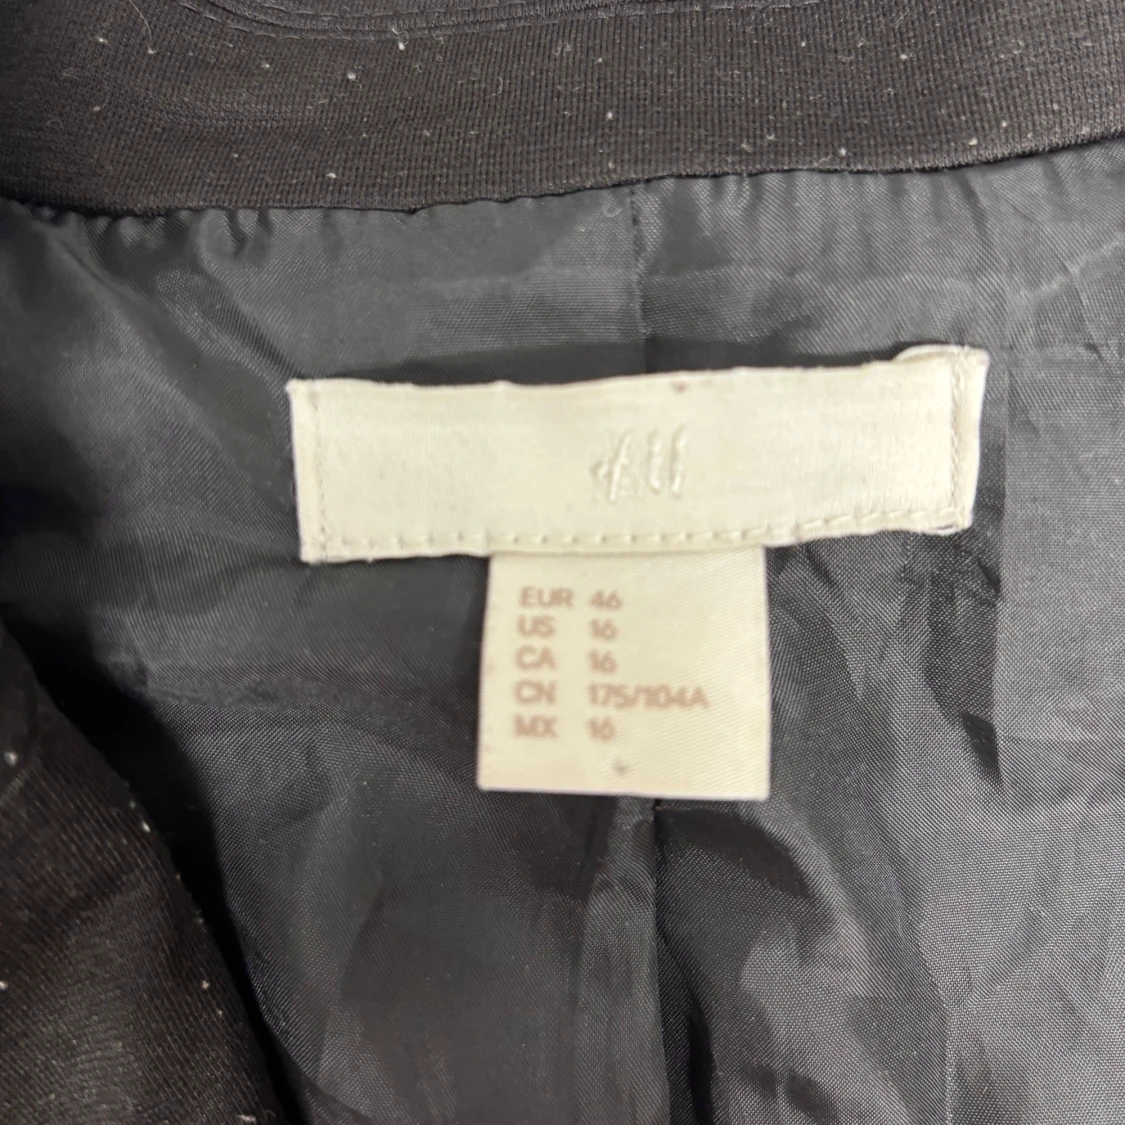 H&M
EUR 46
US 16
CA 16
CN 175/104A
MX 16